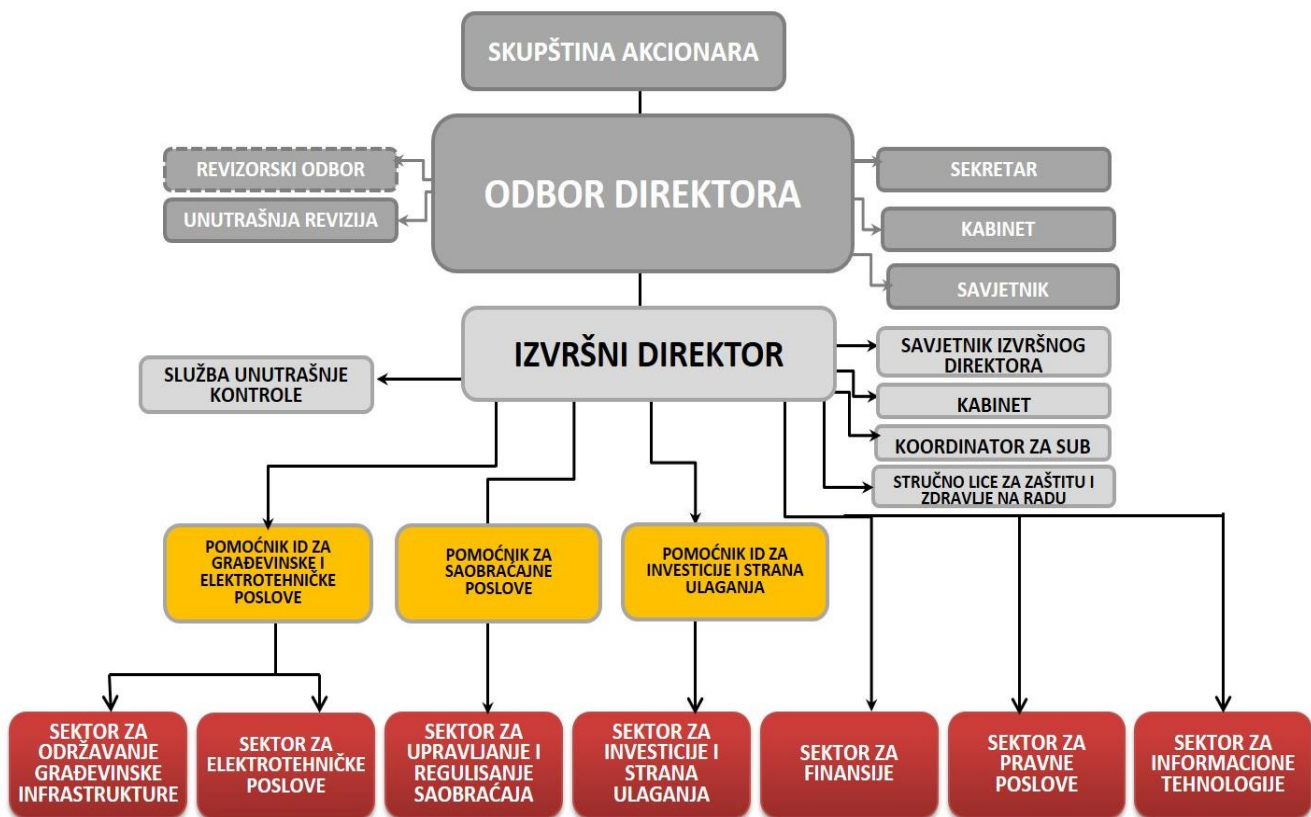 SKUPŠTINA AKCIONARA
ODBOR DIREKTORA
REVIZORSKI ODBOR
UNUTRAŠNJA REVIZIJA
SEKRETAR
KABINET
SAVJETNIK
IZVRŠNI DIREKTOR
SLUŽBA UNUTRAŠNJE
KONTROLE
SAVJETNIK IZVRŠNOG
DIREKTORA
KABINET
KOORDINATOR ZA SUB
STRUČNO LICE ZA ZAŠTITU I
ZDRAVLJE NA RADU
POMOĆNIK ID ZA
GRAĐEVINSKE I
ELEKTROTEHNIČKE
POSLOVE
POMOĆNIK ZA
SAOBRAĆAJNE
POSLOVE
POMOĆNIK ID ZA
INVESTICIJE I STRANA
ULAGANJA
SEKTOR ZA
ODRŽAVANJE
GRAĐEVINSKE
INFRASTRUKTURE
SEKTOR ZA
ELEKTROTEHNIČKE
POSLOVE
SEKTOR ZA
UPRAVLJANJE I
REGULISANJE
SAOBRAĆAJA
SEKTOR ZA
INVESTICIJE I
STRANA
ULAGANJA
SEKTOR ZA
FINANSIJE
SEKTOR ZA
PRAVNE
POSLOVE
SEKTOR ZA
INFORMACIONE
TEHNOLOGIJE